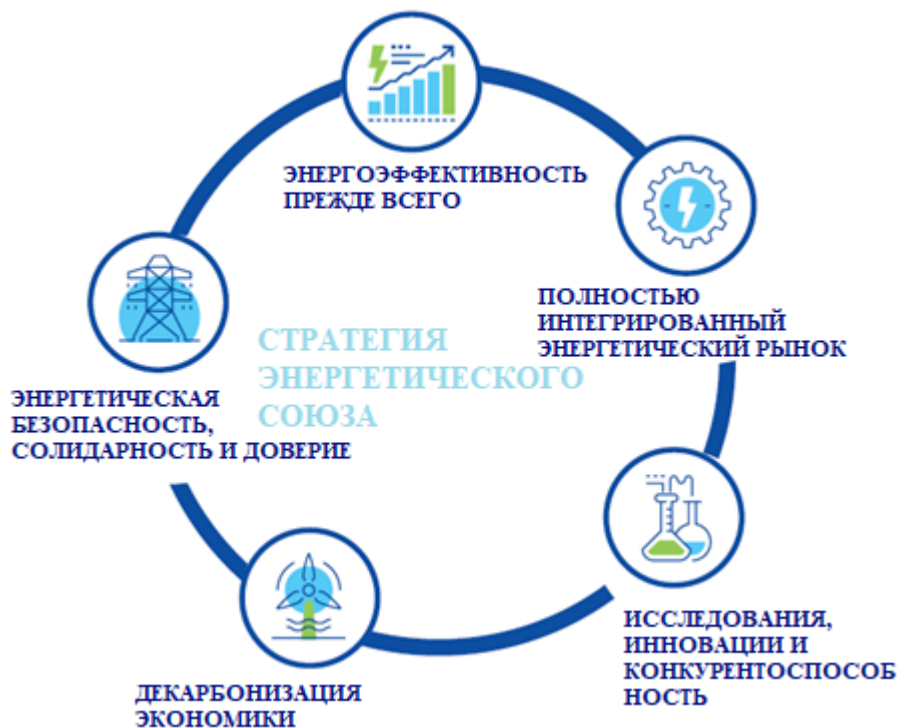 ЭНЕРГОЭФФЕКТИВНОСТЬ
ПРЕЖДЕ ВСЕГО
ПОЛНОСТЬЮ
ИНТЕГРИРОВАННЫЙ
ЭНЕРГЕТИЧЕСКИЙ РЫНОК
СТРАТЕГИЯ
ЭНЕРГЕТИЧЕСКОГО
СОЮЗА
ЭНЕРГЕТИЧЕСКАЯ
БЕЗОПАСНОСТЬ,
СОЛИДАРНОСТЬ И ДОВЕРИЕ
ИССЛЕДОВАНИЯ,
ИННОВАЦИИ И
КОНКУРЕНТОСПОСОБ
НОСТЬ
ДЕКАРБОНИЗАЦИЯ
ЭКОНОМИКИ